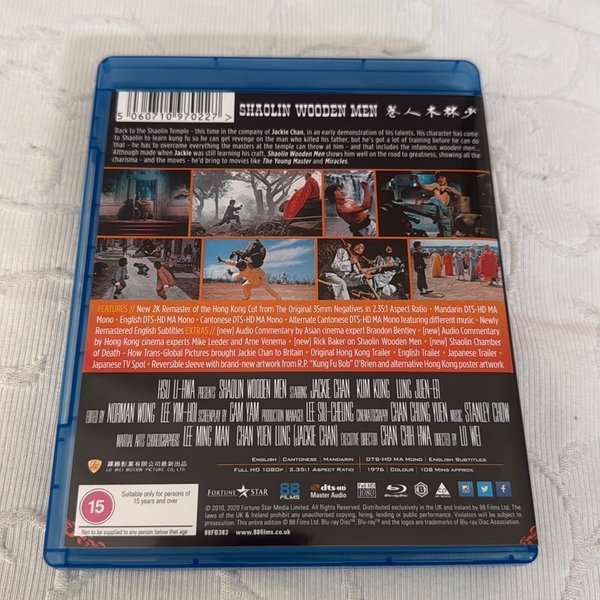 5 060710 970227 >
SHAOLIN WOODEN MEN 卷人木林少
Back to the Shaolin Temple - this time in the company of Jackie Chan, in an early demonstration of his talents. His character has come
to Shaolin to learn kung fu so he can get revenge on the man who killed his father, but he's got a lot of training before he can do
that - he has to overcome everything the masters at the temple can throw at him - and that includes the infamous wooden men...
Although made when Jackie was still learning his craft, Shaolin Wooden Men shows him well on the road to greatness, showing all the
charisma - and the moves - he'd bring to movies like The Young Master and Miracles.
FEATURES // New 2K Remaster of the Hong Kong Cut from The Original 35mm Negatives in 2.35:1 Aspect Ratio • Mandarin DTS-HD MA
Mono • English DTS-HD MA Mono • Cantonese DTS-HD MA Mono • Alternate Cantonese DTS-HD MA Mono featuring different music • Newly
Remastered English Subtitles EXTRAS // [new] Audio Commentary by Asian cinema expert Brandon Bentley • [new] Audio Commentary
by Hong Kong cinema experts Mike Leeder and Arne Venema • [new] Rick Baker on Shaolin Wooden Men • [new] Shaolin Chamber
of Death - How Trans-Global Pictures brought Jackie Chan to Britain • Original Hong Kong Trailer • English Trailer • Japanese Trailer •
Japanese TV Spot • Reversible sleeve with brand-new artwork from R.P. "Kung Fu Bob" O'Brien and alternative Hong Kong poster artwork
HSU LI-HWA PRESENTS SHAOLIN WOODEN MEN STARRING JACKIE CHAN KUM KONG LUNG JUEN-ER
EDITED BY NORMAN WONG LEE YIM-HOI SCREENPLAY BY GAM YAM PRODUCTION MANAGER LEE SIU-CHEUNG CINEMATOGRAPHY CHAN CHUNG YUEN MUSIC STANLEY CHOW
MARTIAL ARTS CHOREOGRAPHERS LEE MING MAN CHAN YUEN LUNG (JACKIE CHAN) EXECUTIVE DIRECTOR CHAN CHIH HWA DIRECTED BY LO WEI
羅維影業有限公司最新出品
LO WEI MOTION PICTURE CO., LTD.
ENGLISH CANTONESE MANDARIN DTS-HD MA MONO ENGLISH SUBTITLES
FULL HD 1080P 2.35:1 ASPECT RATIO 1976 COLOUR 108 MINS APPROX
15
Suitable only for persons of
15 years and over
Not to be supplied to any person below that age
FORTUNE STAR
88 FILMS
dts-HD
Master Audio
FULL HD 1080
Blu-ray Disc
© 2010, 2020 Fortune Star Media Limited. All Rights Reserved. Distributed exclusively in the UK and Ireland by 88 Films Ltd. The
laws of the UK & Ireland prohibit any unauthorised copying, hiring, lending or public performance. Violators will be subject to
prosecution. This entire edition © 88 Films Ltd. Blu-ray Disc™, Blu-ray™ and the logos are trademarks of Blu-ray Disc Association.
88FB383 www.88films.co.uk